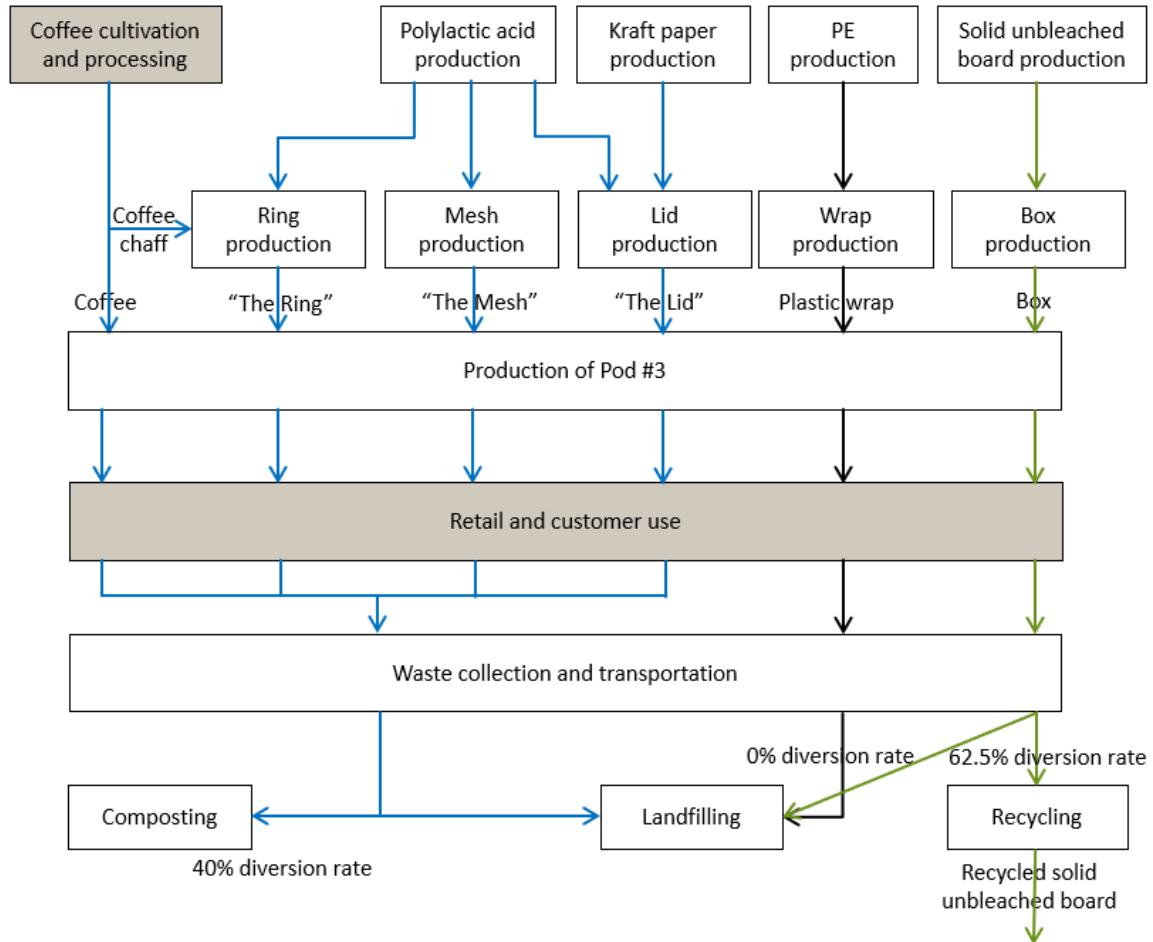 Coffee cultivation
and processing
Polylactic acid
production
Kraft paper
production
PE
production
Solid unbleached
board production
Coffee
chaff
Ring
production
Mesh
production
Lid
production
Wrap
production
Box
production
Coffee
“The Ring”
“The Mesh”
“The Lid”
Plastic wrap
Box
Production of Pod #3
Retail and customer use
Waste collection and transportation
0% diversion rate
62.5% diversion rate
Composting
Landfilling
Recycling
40% diversion rate
Recycled solid
unbleached board